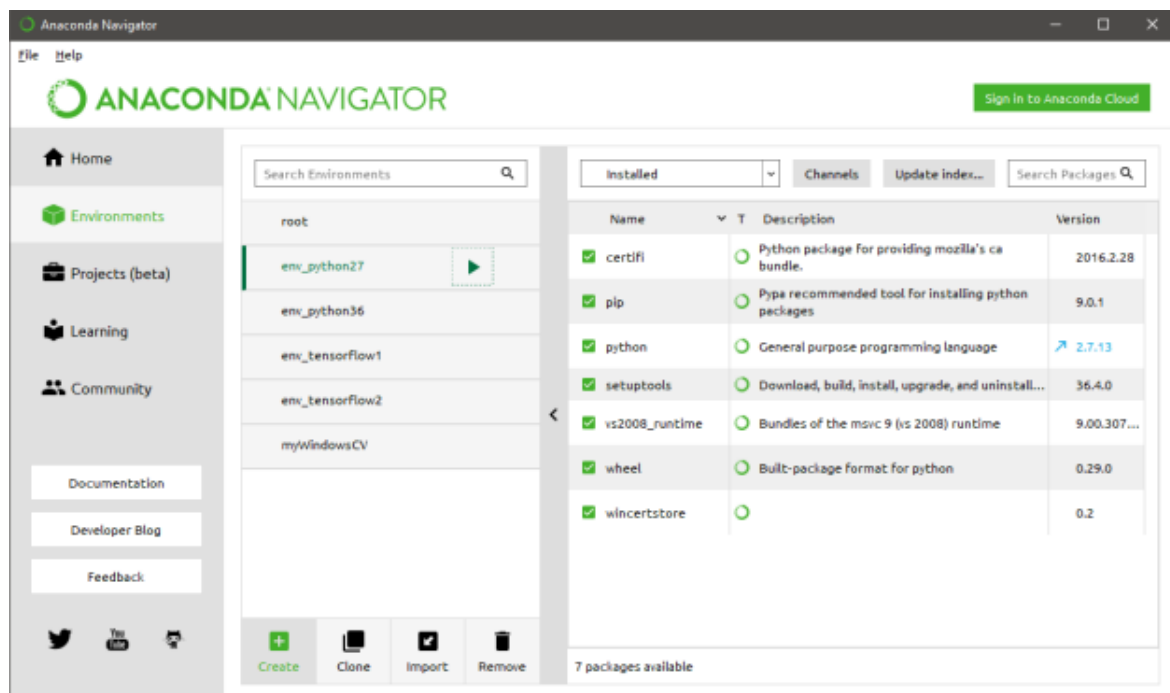 Anaconda Navigator
File Help
ANACONDA NAVIGATOR
Sign in to Anaconda Cloud
Home
Environments
Projects (beta)
Learning
Community
Documentation
Developer Blog
Feedback
You
Tube
Search Environments
root
env_python27
env_python36
env_tensorflow1
env_tensorflow2
myWindowsCV
Create Clone Import Remove
Installed Channels Update index... Search Packages
Name T Description Version
certifi Python package for providing mozilla's ca
bundle. 2016.2.28
pip Pypa recommended tool for installing python
packages 9.0.1
python General purpose programming language 2.7.13
setuptools Download, build, install, upgrade, and uninstall... 36.4.0
vs2008_runtime Bundles of the msvc 9 (vs 2008) runtime 9.00.307...
wheel Built-package format for python 0.29.0
wincertstore 0.2
7 packages available